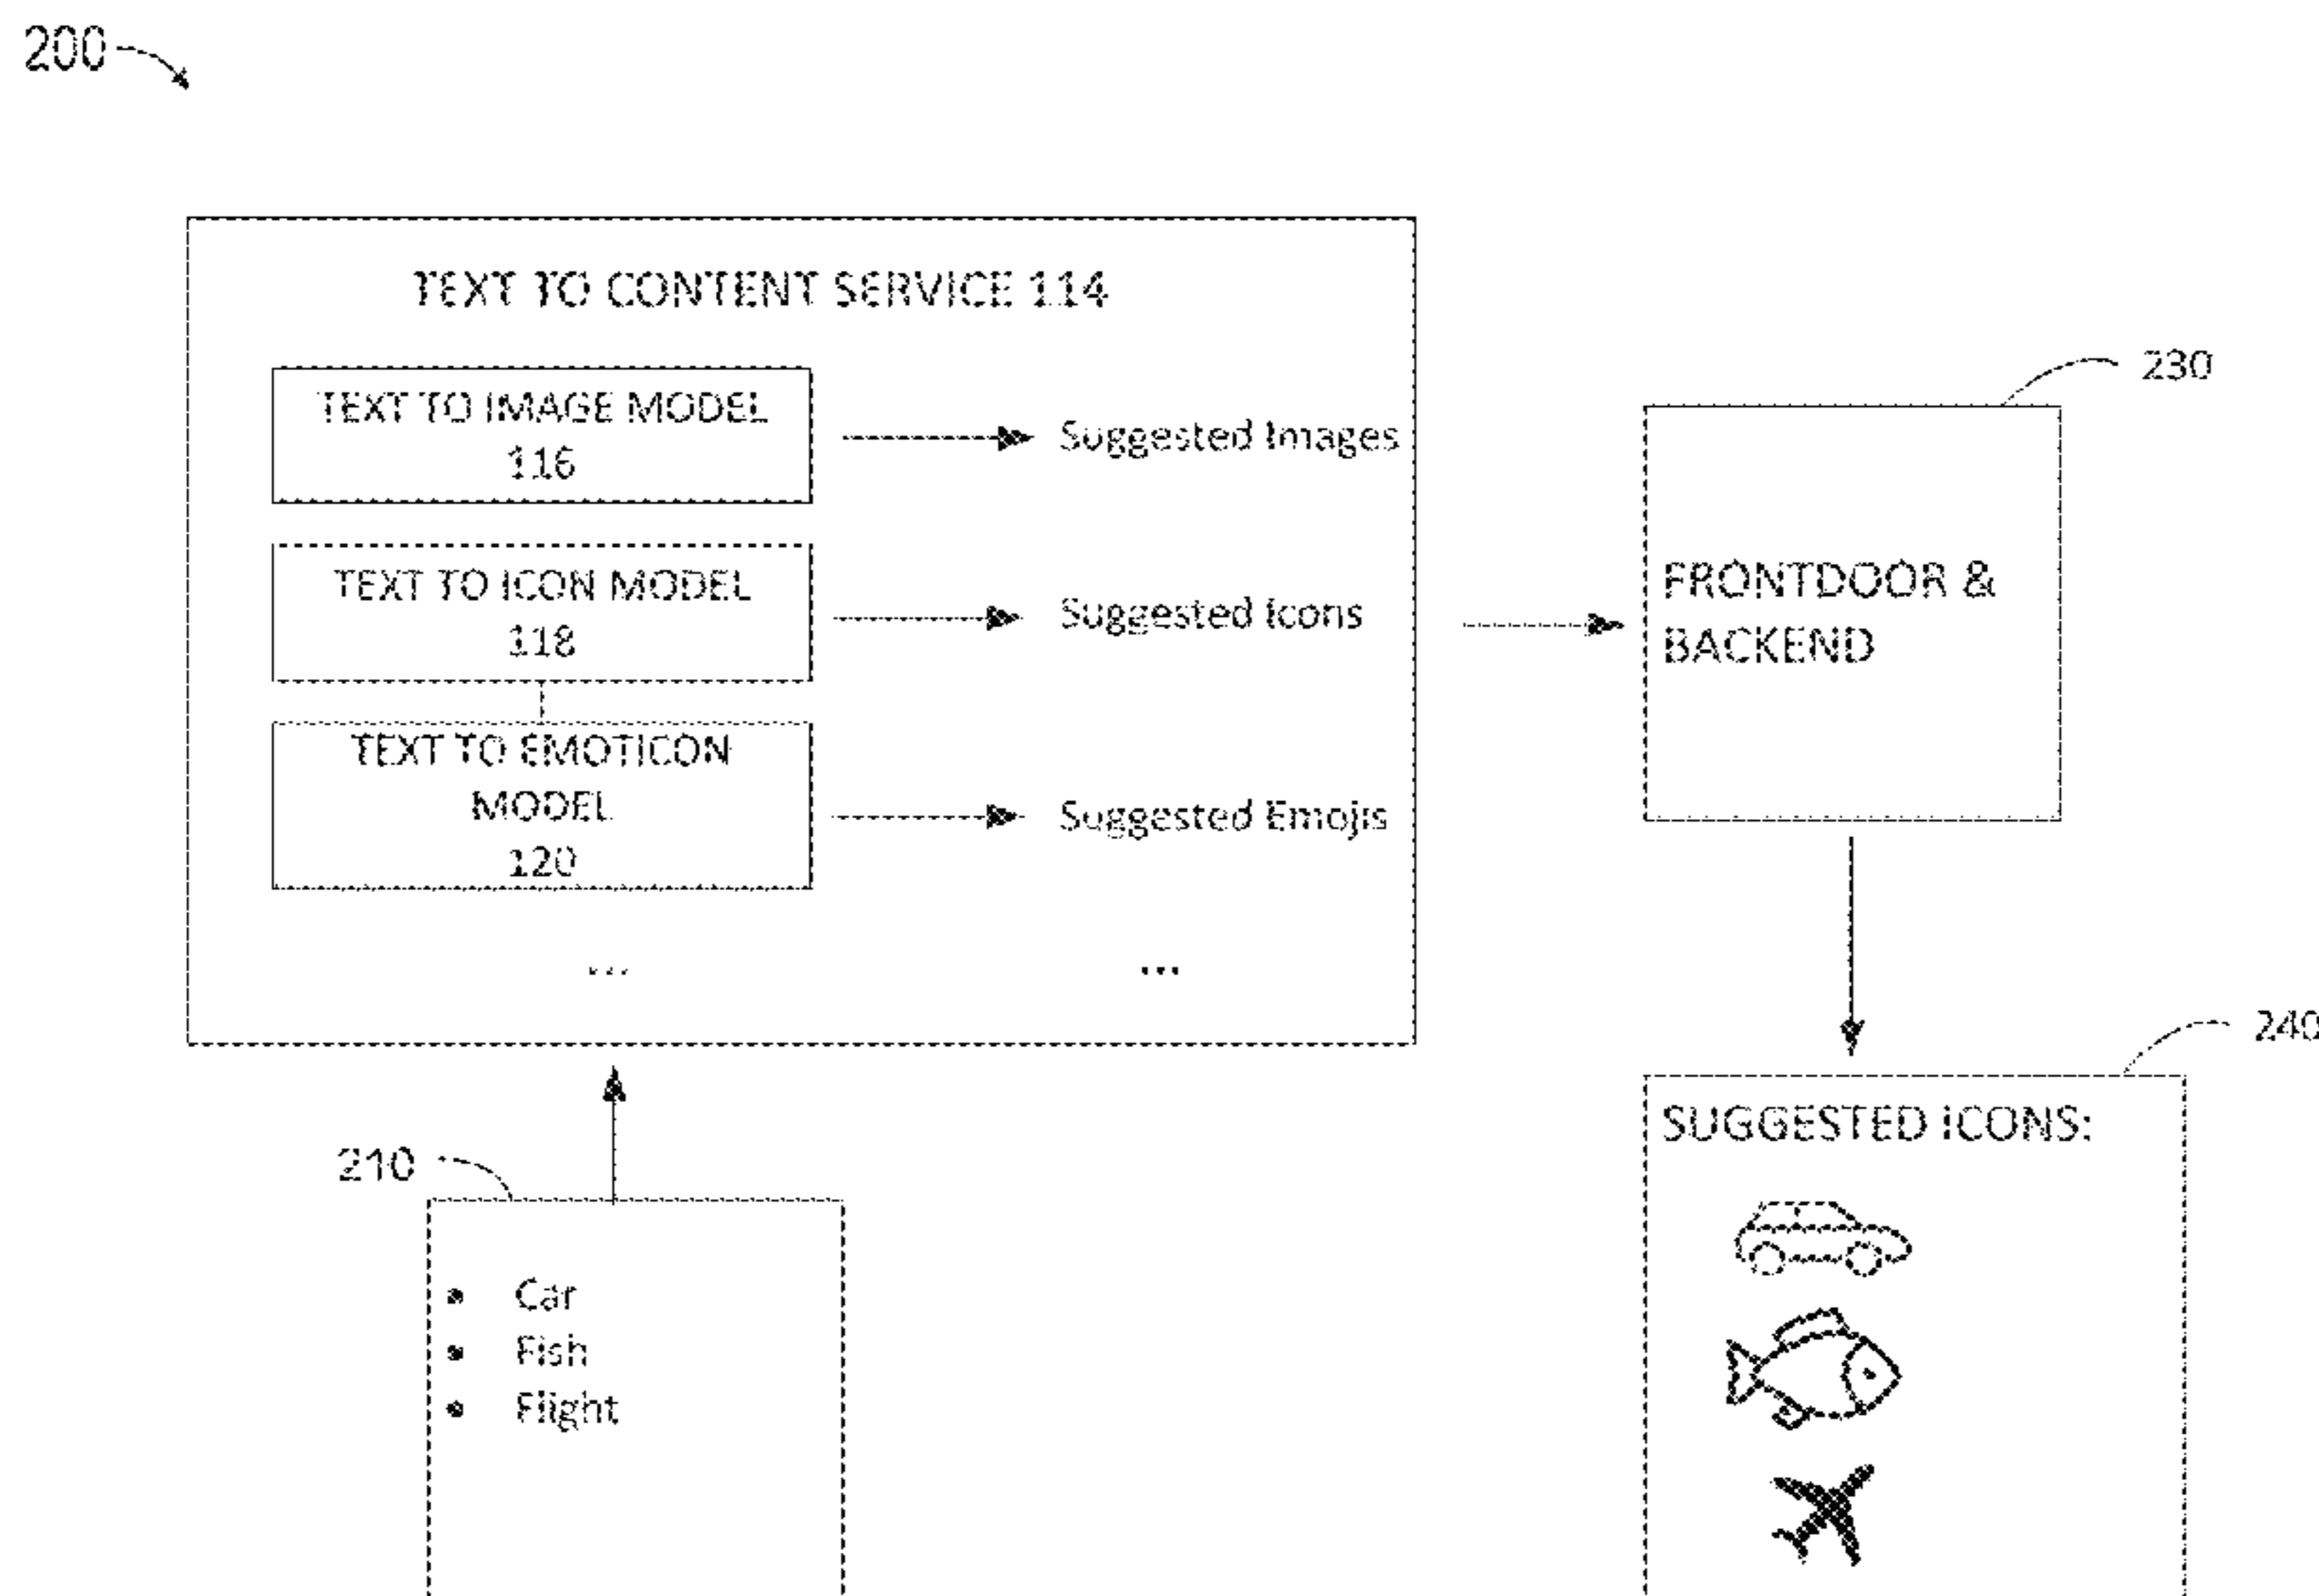 200
TEXT TO CONTENT SERVICE 114
TEXT TO IMAGE MODEL
116
Suggested Images
TEXT TO ICON MODEL
118
Suggested Icons
TEXT TO EMOTICON
MODEL
120
Suggested Emojis
...
...
230
FRONTDOOR &
BACKEND
210
• Car
• Fish
• Flight
240
SUGGESTED ICONS: